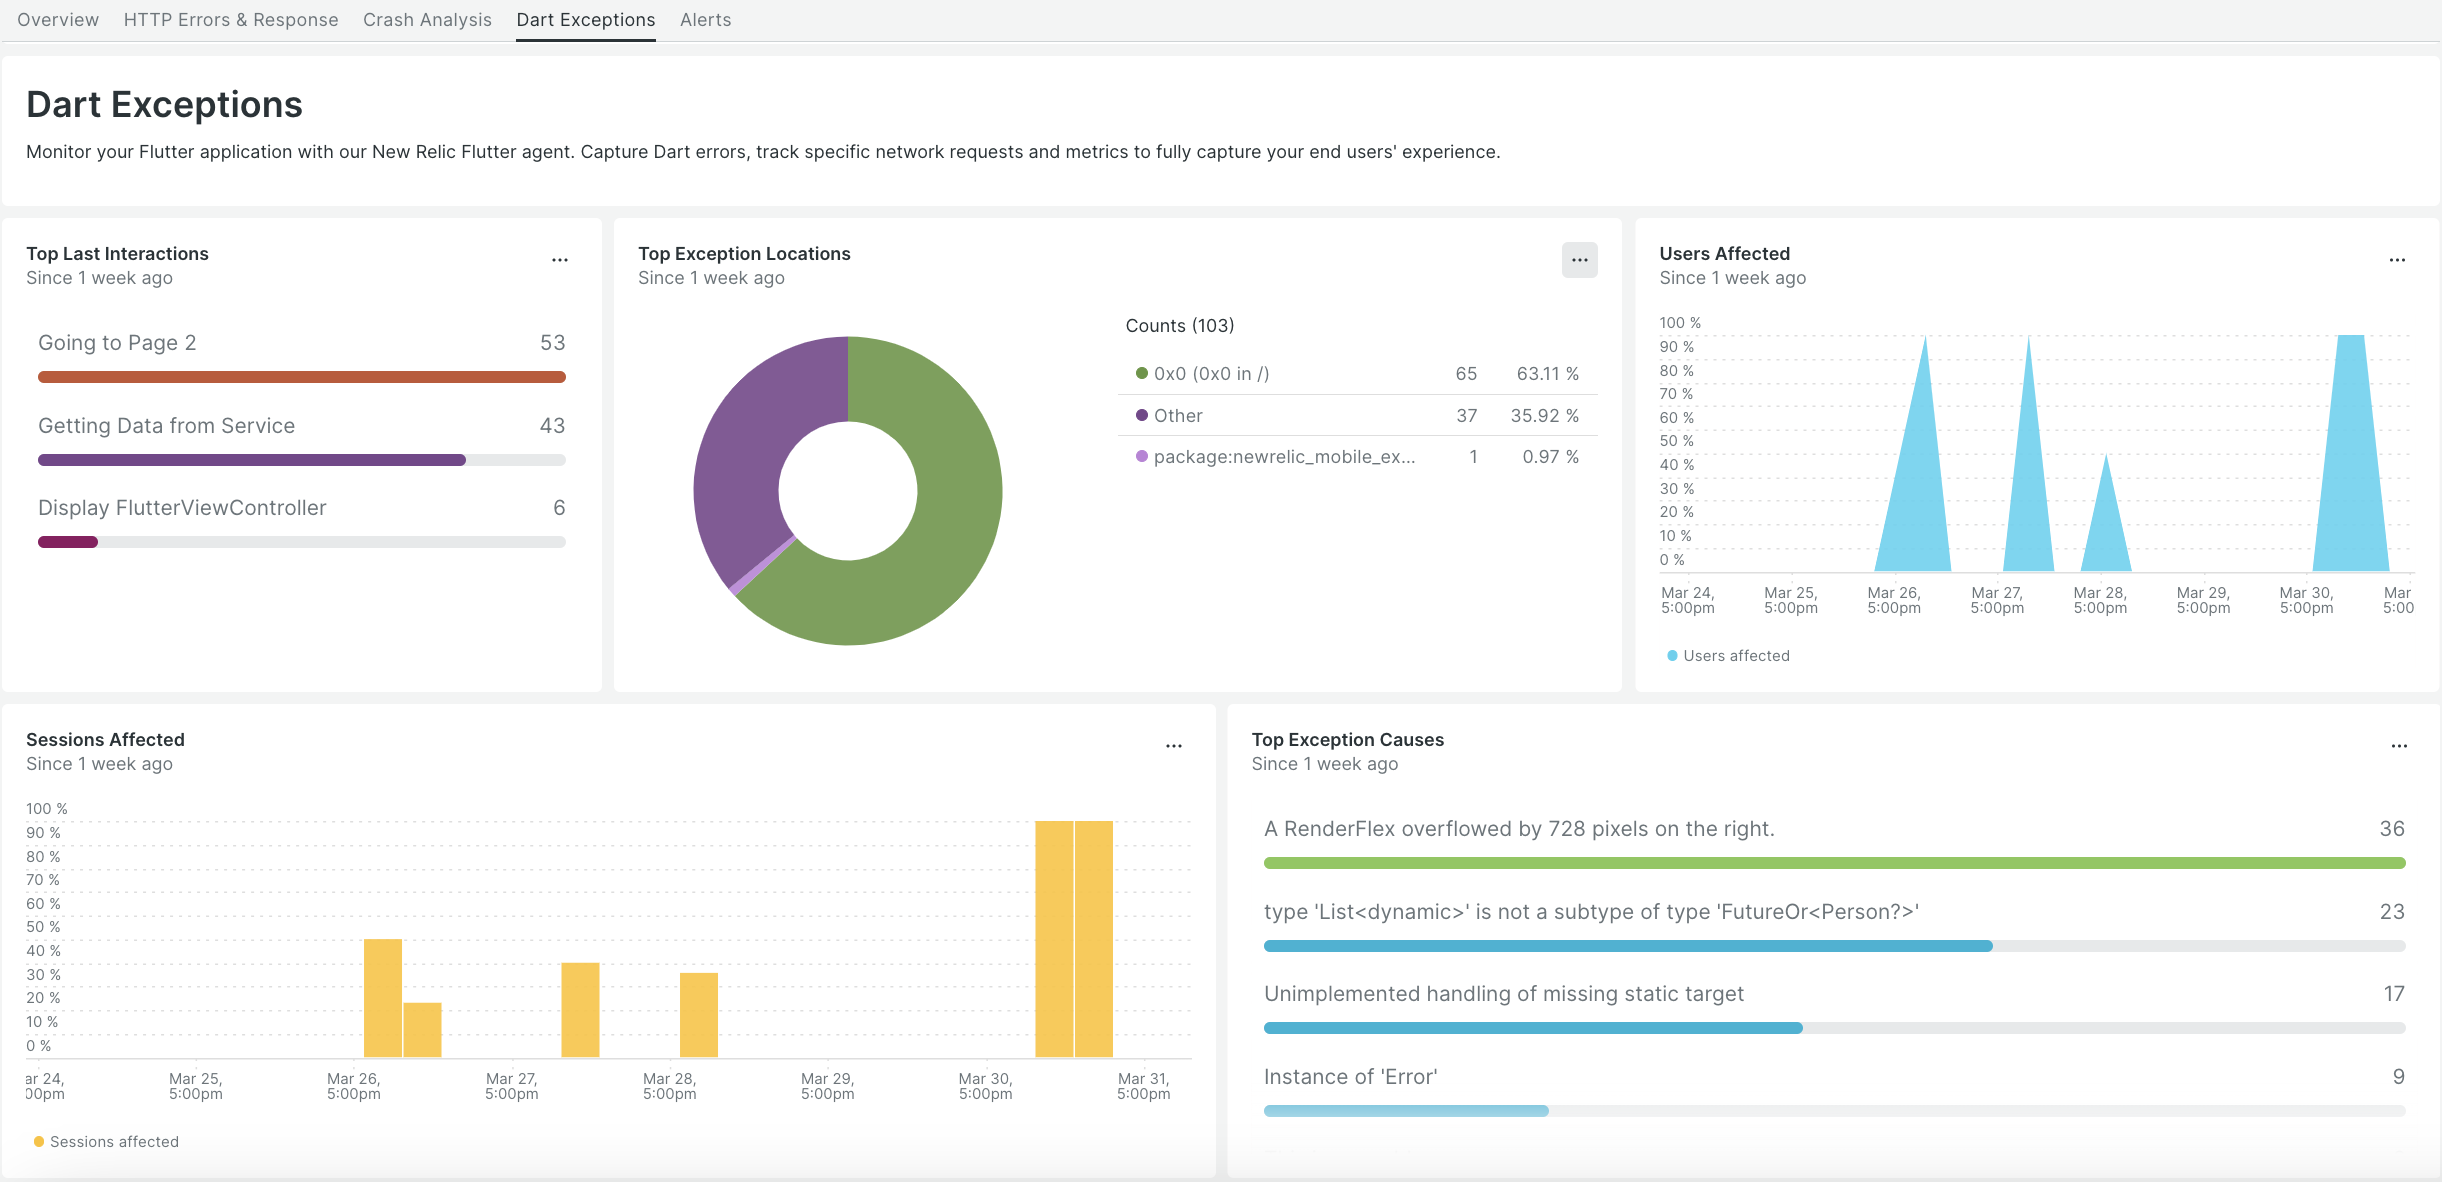 Overview HTTP Errors & Response Crash Analysis Dart Exceptions Alerts
Dart Exceptions
Monitor your Flutter application with our New Relic Flutter agent. Capture Dart errors, track specific network requests and metrics to fully capture your end users' experience.
Top Last Interactions
Since 1 week ago
...
Going to Page 2 53
Getting Data from Service 43
Display FlutterViewController 6
Top Exception Locations
Since 1 week ago
...
Counts (103)
0x0 (0x0 in /) 65 63.11 %
Other 37 35.92 %
package:newrelic_mobile_ex... 1 0.97 %
Users Affected
Since 1 week ago
...
100 %
90 %
80 %
70 %
60 %
50 %
40 %
30 %
20 %
10 %
0 %
Mar 24, Mar 25, Mar 26, Mar 27, Mar 28, Mar 29, Mar 30, Mar
5:00pm 5:00pm 5:00pm 5:00pm 5:00pm 5:00pm 5:00pm 5:00
Users affected
Sessions Affected
Since 1 week ago
...
100 %
90 %
80 %
70 %
60 %
50 %
40 %
30 %
20 %
10 %
0 %
ar 24, Mar 25, Mar 26, Mar 27, Mar 28, Mar 29, Mar 30, Mar 31,
00pm 5:00pm 5:00pm 5:00pm 5:00pm 5:00pm 5:00pm 5:00pm
Sessions affected
Top Exception Causes
Since 1 week ago
...
A RenderFlex overflowed by 728 pixels on the right. 36
type 'List<dynamic>' is not a subtype of type 'FutureOr<Person?>' 23
Unimplemented handling of missing static target 17
Instance of 'Error' 9